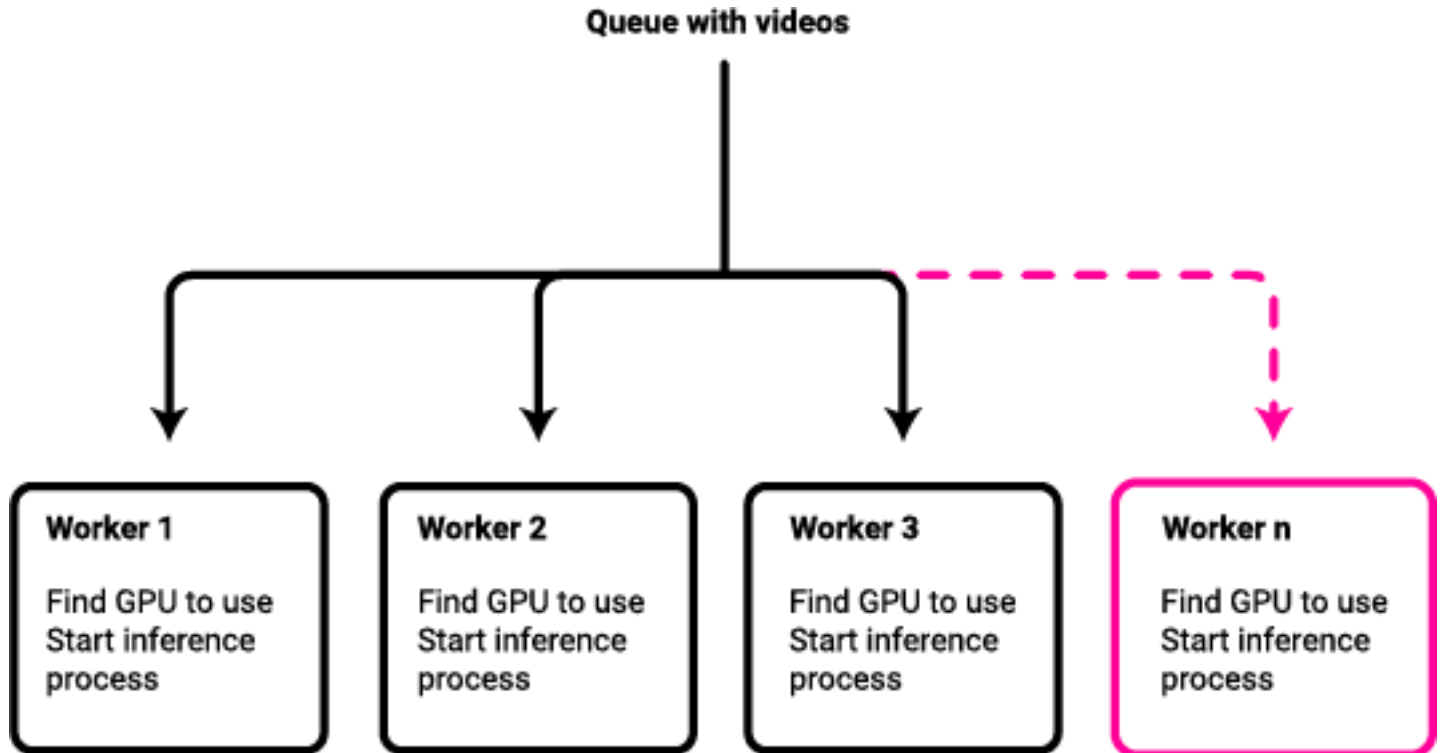 Queue with videos
Worker 1
Find GPU to use
Start inference
process
Worker 2
Find GPU to use
Start inference
process
Worker 3
Find GPU to use
Start inference
process
Worker n
Find GPU to use
Start inference
process